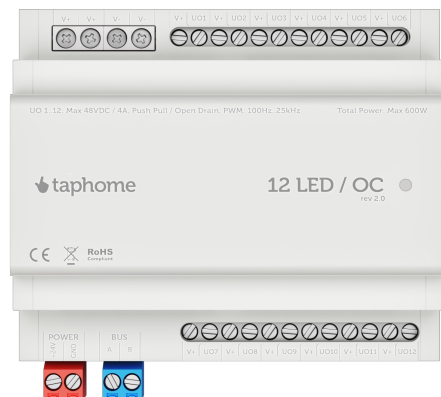 V+ V+ V- V- V+ UO1 V+ UO2 V+ UO3 V+ UO4 V+ UO5 V+ UO6
UO 1..12: Max 48VDC / 4A, Push Pull / Open Drain, PWM: 100Hz..25kHz Total Power: Max 600W
taphome 12 LED / OC
rev 2.0
CE RoHS
Compliant
POWER BUS
24V GND A B V+ UO7 V+ UO8 V+ UO9 V+ UO10 V+ UO11 V+ UO12